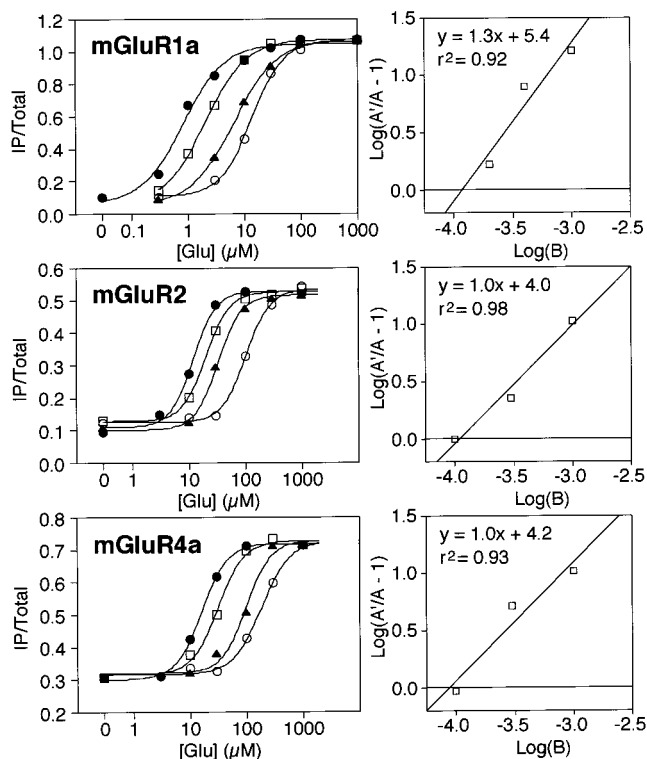 mGluR1a
IP/Total
1.2
1.0
0.8
0.6
0.4
0.2
0.0
0 0.1 1 10 100 1000
[Glu] (µM)
y = 1.3x + 5.4
r² = 0.92
Log(A'/A - 1)
1.5
1.0
0.5
0.0
-4.0 -3.5 -3.0 -2.5
Log(B)
mGluR2
IP/Total
0.6
0.5
0.4
0.3
0.2
0.1
0.0
0 1 10 100 1000
[Glu] (µM)
y = 1.0x + 4.0
r² = 0.98
Log(A'/A - 1)
1.5
1.0
0.5
0.0
-4.0 -3.5 -3.0 -2.5
Log(B)
mGluR4a
IP/Total
0.8
0.7
0.6
0.5
0.4
0.3
0.2
0 1 10 100 1000
[Glu] (µM)
y = 1.0x + 4.2
r² = 0.93
Log(A'/A - 1)
1.5
1.0
0.5
0.0
-4.0 -3.5 -3.0 -2.5
Log(B)